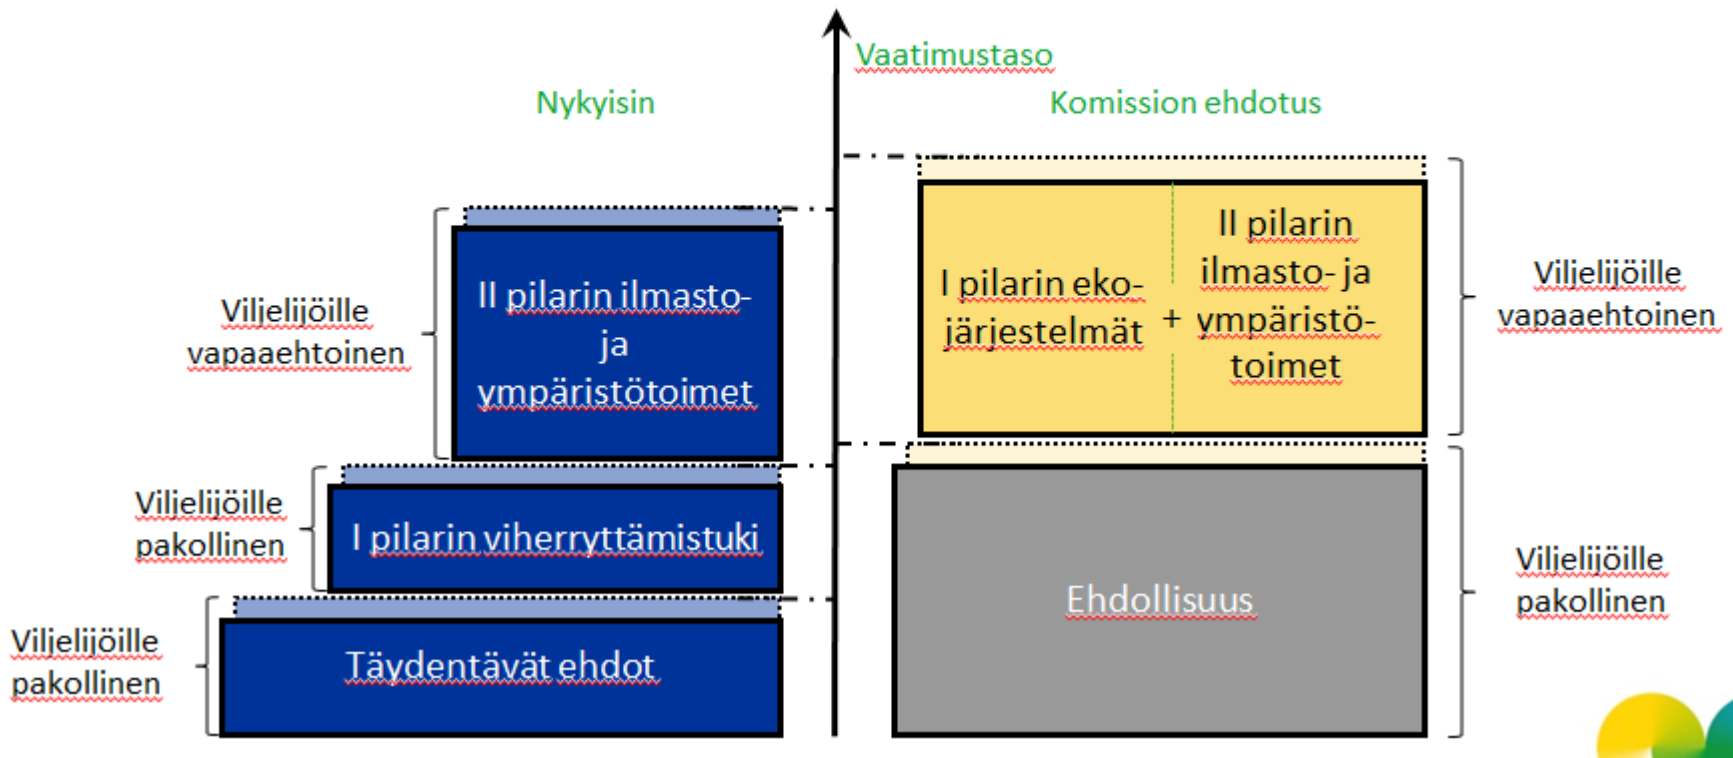 Vaatimustaso
Nykyisin
Komission ehdotus
Viljelijöille
vapaaehtoinen
II pilarin ilmasto-
ja
ympäristötoimet
Viljelijöille
pakollinen
I pilarin viherryttämistuki
Viljelijöille
pakollinen
Täydentävät ehdot
I pilarin eko-
järjestelmät
+
II pilarin
ilmasto- ja
ympäristö-
toimet
Viljelijöille
vapaaehtoinen
Ehdollisuus
Viljelijöille
pakollinen